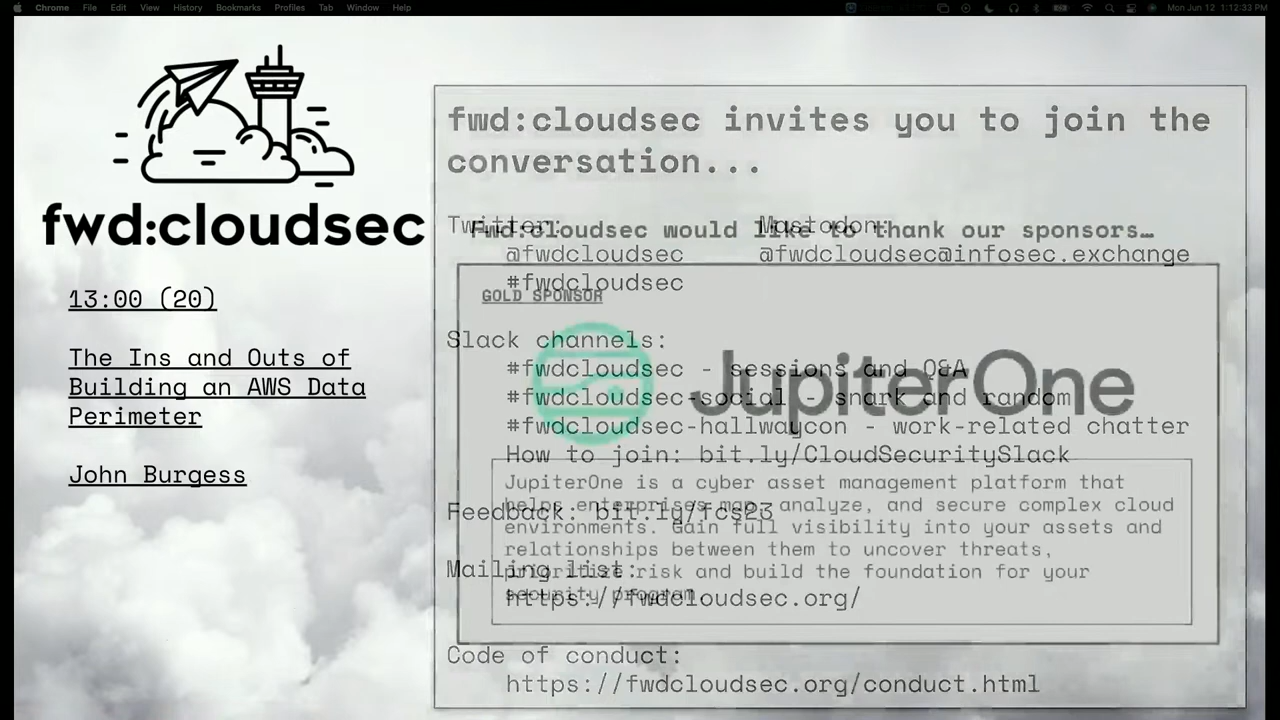 Chrome File Edit View History Bookmarks Profiles Tab Window Help
Mon Jun 12 1:12:33 PM
fwd:cloudsec
13:00 (20)
The Ins and Outs of
Building an AWS Data
Perimeter
John Burgess
fwd:cloudsec invites you to join the
conversation...
Twitter: Mastodon:
@fwdcloudsec @fwdcloudsec@infosec.exchange
#fwdcloudsec
Slack channels:
#fwdcloudsec - sessions and Q&A
#fwdcloudsec-social - snark and random
#fwdcloudsec-hallwaycon - work-related chatter
How to join: bit.ly/CloudSecuritySlack
Feedback: bit.ly/fcs23
Mailing list:
https://fwdcloudsec.org/
Code of conduct:
https://fwdcloudsec.org/conduct.html
Fwd:cloudsec would like to thank our sponsors…
GOLD SPONSOR
JupiterOne
JupiterOne is a cyber asset management platform that
helps enterprises map, analyze, and secure complex cloud
environments. Gain full visibility into your assets and
relationships between them to uncover threats,
prioritize risk and build the foundation for your
security program.